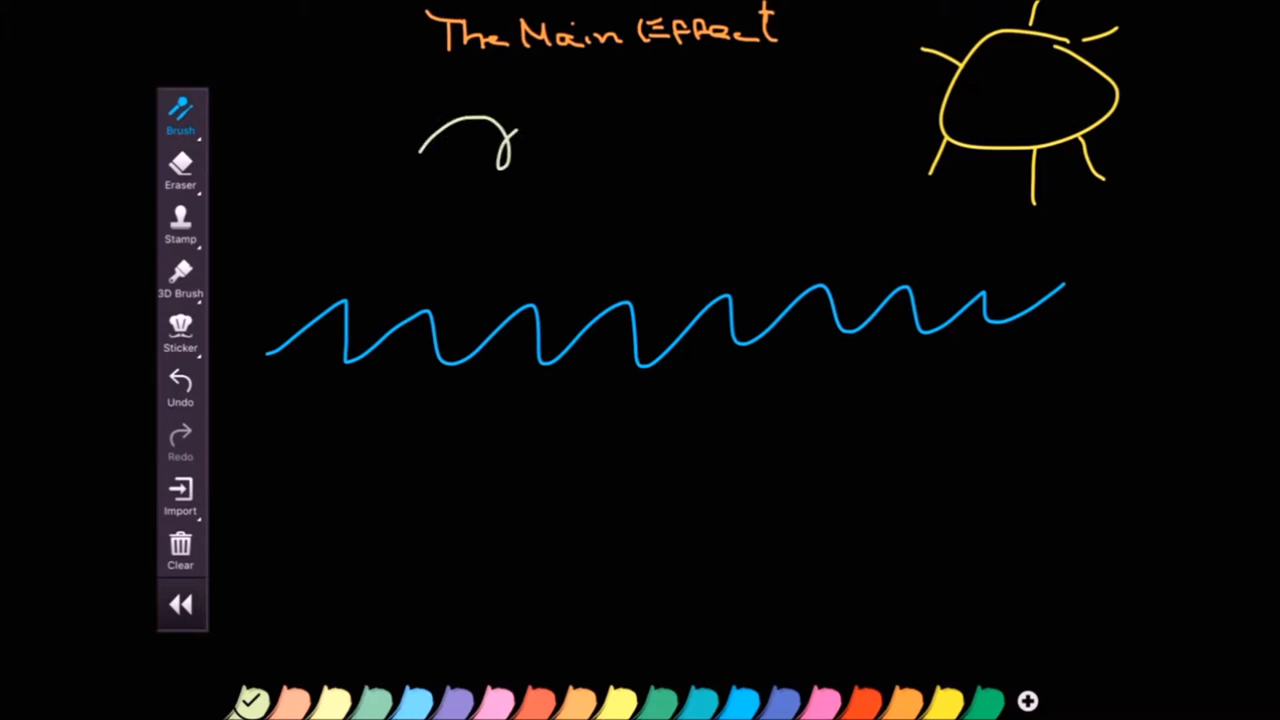 The Main Effect
Brush
Eraser
Stamp
3D Brush
Sticker
Undo
Redo
Import
Clear